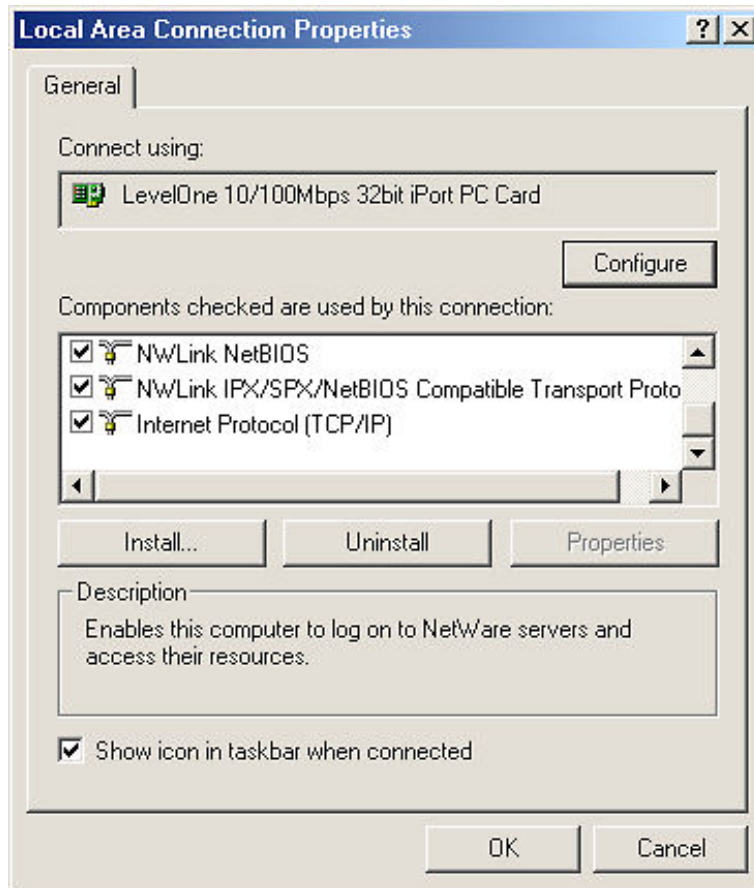 Local Area Connection Properties
General
Connect using:
LevelOne 10/100Mbps 32bit iPort PC Card
Configure
Components checked are used by this connection:
NWLink NetBIOS
NWLink IPX/SPX/NetBIOS Compatible Transport Proto
Internet Protocol (TCP/IP)
Install...
Uninstall
Properties
Description
Enables this computer to log on to NetWare servers and
access their resources.
Show icon in taskbar when connected
OK
Cancel